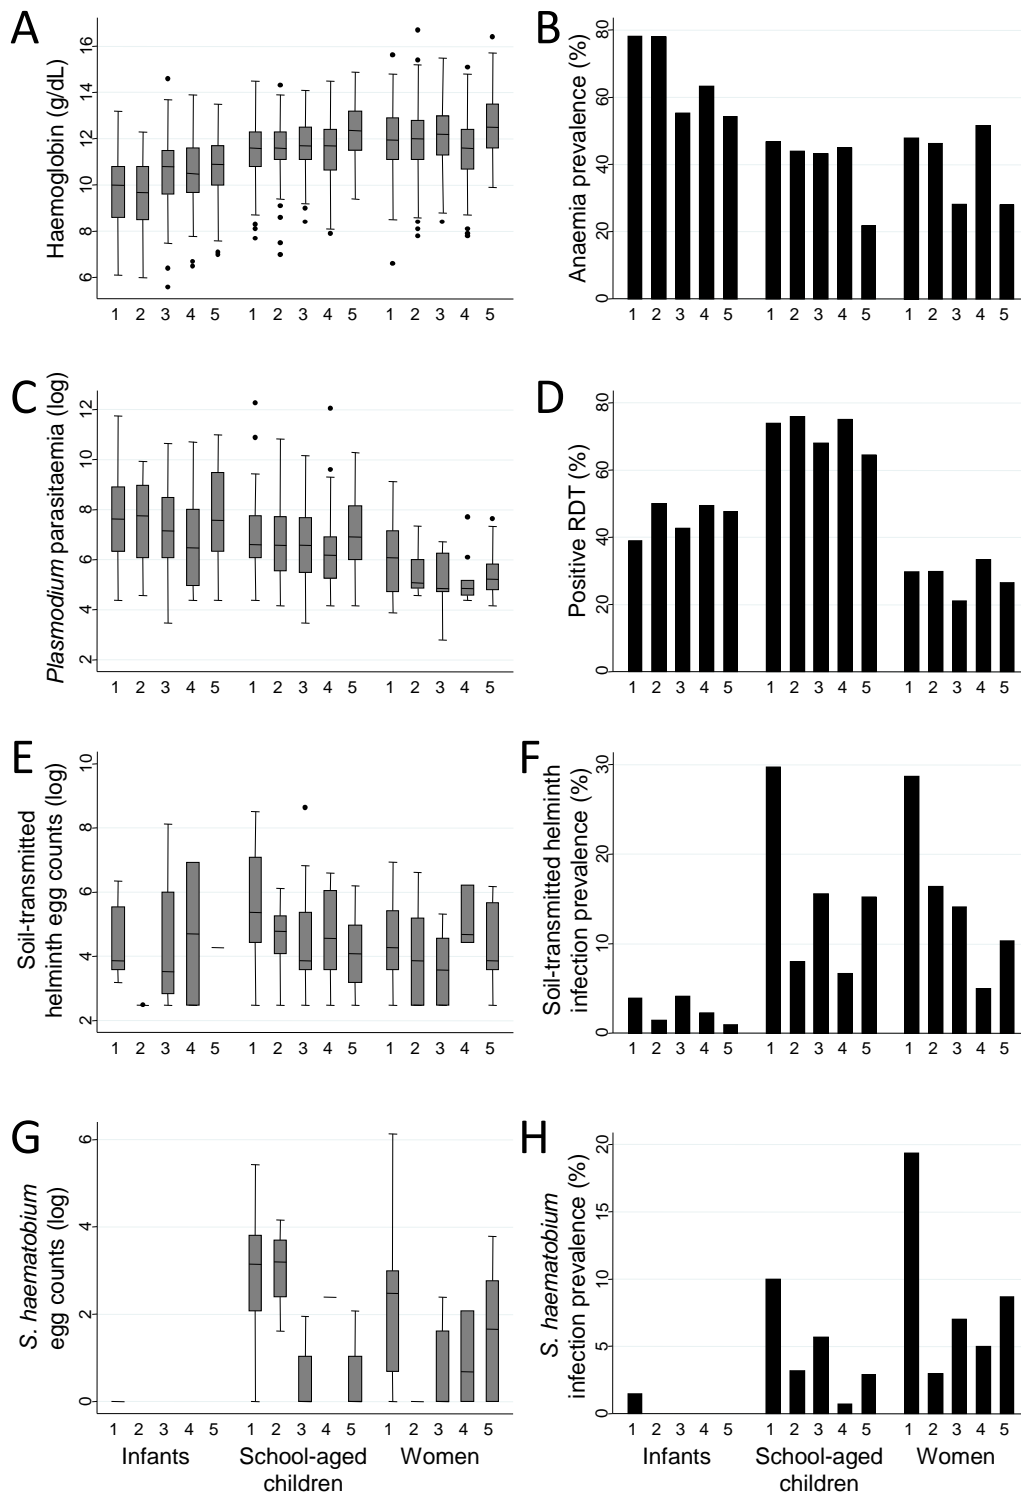 A
Haemoglobin (g/dL)
16
14
12
10
8
6
1 2 3 4 5 1 2 3 4 5 1 2 3 4 5
B
Anaemia prevalence (%)
80
60
40
20
0
1 2 3 4 5 1 2 3 4 5 1 2 3 4 5
C
Plasmodium parasitaemia (log)
12
10
8
6
4
2
1 2 3 4 5 1 2 3 4 5 1 2 3 4 5
D
Positive RDT (%)
80
60
40
20
0
1 2 3 4 5 1 2 3 4 5 1 2 3 4 5
E
Soil-transmitted
helminth egg counts (log)
10
8
6
4
2
1 2 3 4 5 1 2 3 4 5 1 2 3 4 5
F
Soil-transmitted helminth
infection prevalence (%)
30
20
10
0
1 2 3 4 5 1 2 3 4 5 1 2 3 4 5
G
S. haematobium
egg counts (log)
6
4
2
0
1 2 3 4 5 1 2 3 4 5 1 2 3 4 5
Infants School-aged Women
children
H
S. haematobium
infection prevalence (%)
20
15
10
5
0
1 2 3 4 5 1 2 3 4 5 1 2 3 4 5
Infants School-aged Women
children